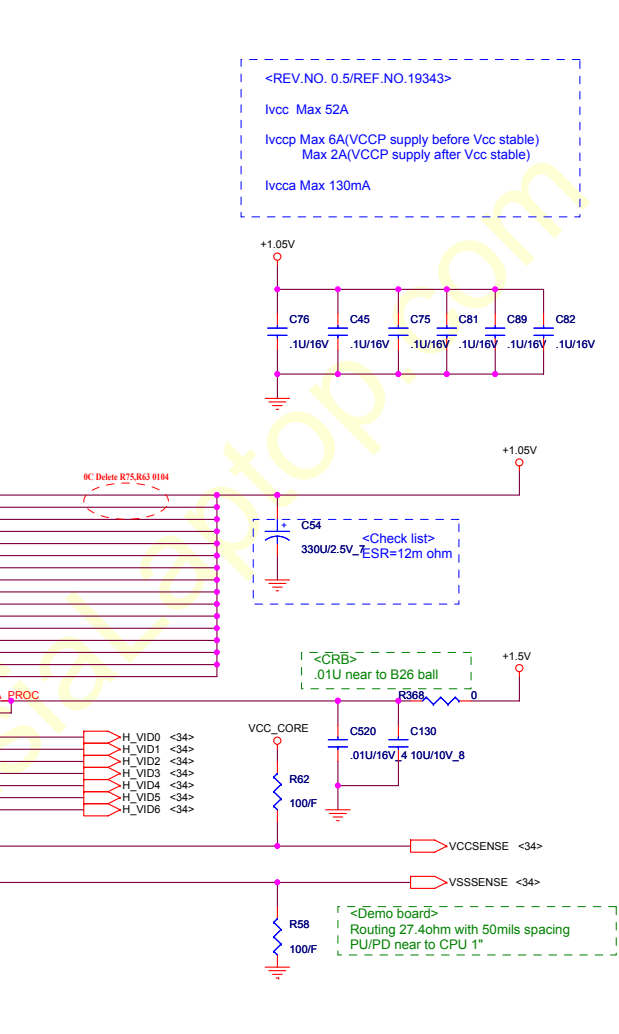 <REV.NO. 0.5/REF.NO.19343>
Ivcc Max 52A
Ivccp Max 6A(VCCP supply before Vcc stable)
Max 2A(VCCP supply after Vcc stable)
Ivcca Max 130mA
+1.05V
C76 C45 C75 C81 C89 C82
.1U/16V .1U/16V .1U/16V .1U/16V .1U/16V .1U/16V
+1.05V
0C Delete R75,R63 0104
C54
330U/2.5V_7
<Check list>
ESR=12m ohm
<CRB>
.01U near to B26 ball
+1.5V
R368 0
PROC
VCC_CORE
C520 C130
.01U/16V_4 10U/10V_8
H_VID0 <34>
H_VID1 <34>
H_VID2 <34>
H_VID3 <34>
H_VID4 <34>
H_VID5 <34>
H_VID6 <34>
R62
100/F
VCCSENSE <34>
VSSSENSE <34>
R58
100/F
<Demo board>
Routing 27.4ohm with 50mils spacing
PU/PD near to CPU 1"